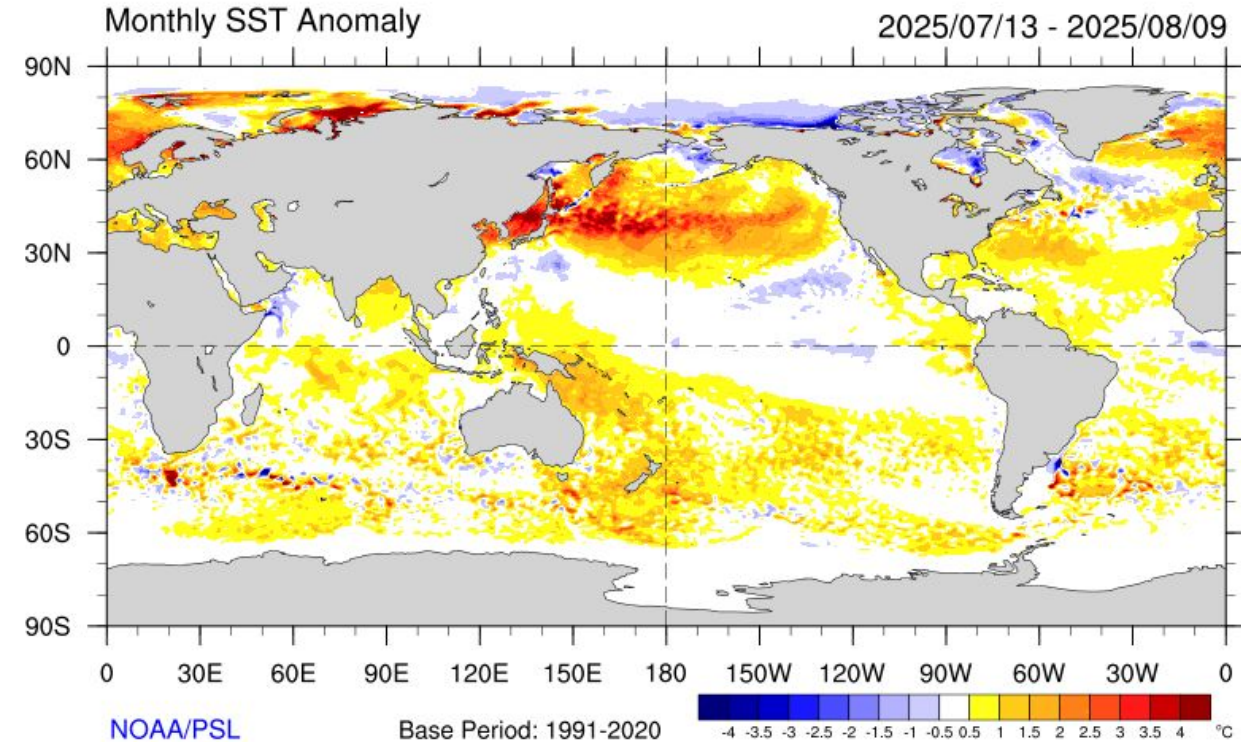 Monthly SST Anomaly 2025/07/13 - 2025/08/09
90N
60N
30N
0
30S
60S
90S
0 30E 60E 90E 120E 150E 180 150W 120W 90W 60W 30W 0
NOAA/PSL Base Period: 1991-2020
-4 -3.5 -3 -2.5 -2 -1.5 -1 -0.5 0.5 1 1.5 2 2.5 3 3.5 4 °C